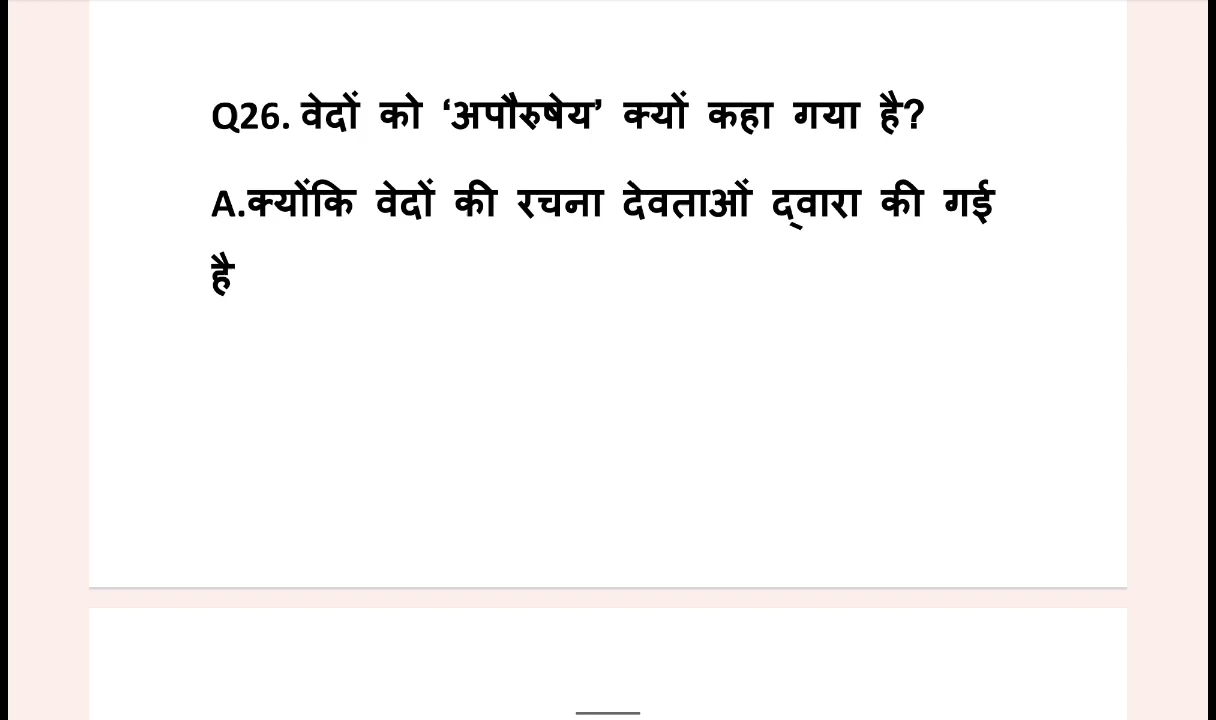 Q26. वेदों को ‘अपौरुषेय’ क्यों कहा गया है?
A.क्योंकि वेदों की रचना देवताओं द्वारा की गई
है